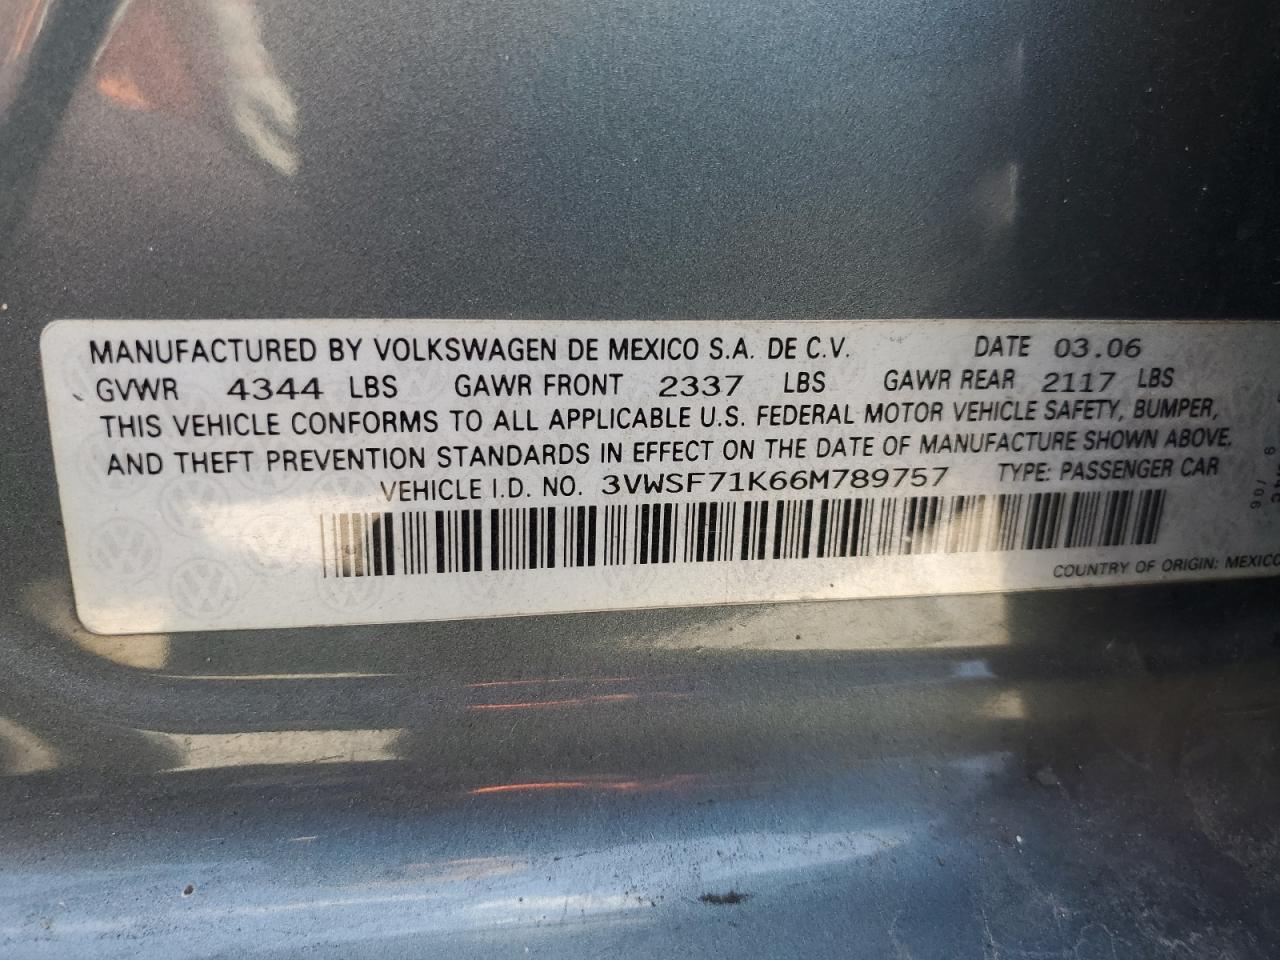 MANUFACTURED BY VOLKSWAGEN DE MEXICO S.A. DE C.V. DATE 03.06
GVWR 4344 LBS GAWR FRONT 2337 LBS GAWR REAR 2117 LBS
THIS VEHICLE CONFORMS TO ALL APPLICABLE U.S. FEDERAL MOTOR VEHICLE SAFETY, BUMPER,
AND THEFT PREVENTION STANDARDS IN EFFECT ON THE DATE OF MANUFACTURE SHOWN ABOVE.
VEHICLE I.D. NO. 3VWSF71K66M789757 TYPE: PASSENGER CAR
COUNTRY OF ORIGIN: MEXICO